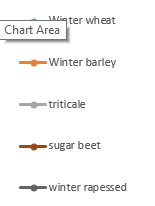 Winter wheat
Chart Area
Winter barley
triticale
sugar beet
winter rapessed